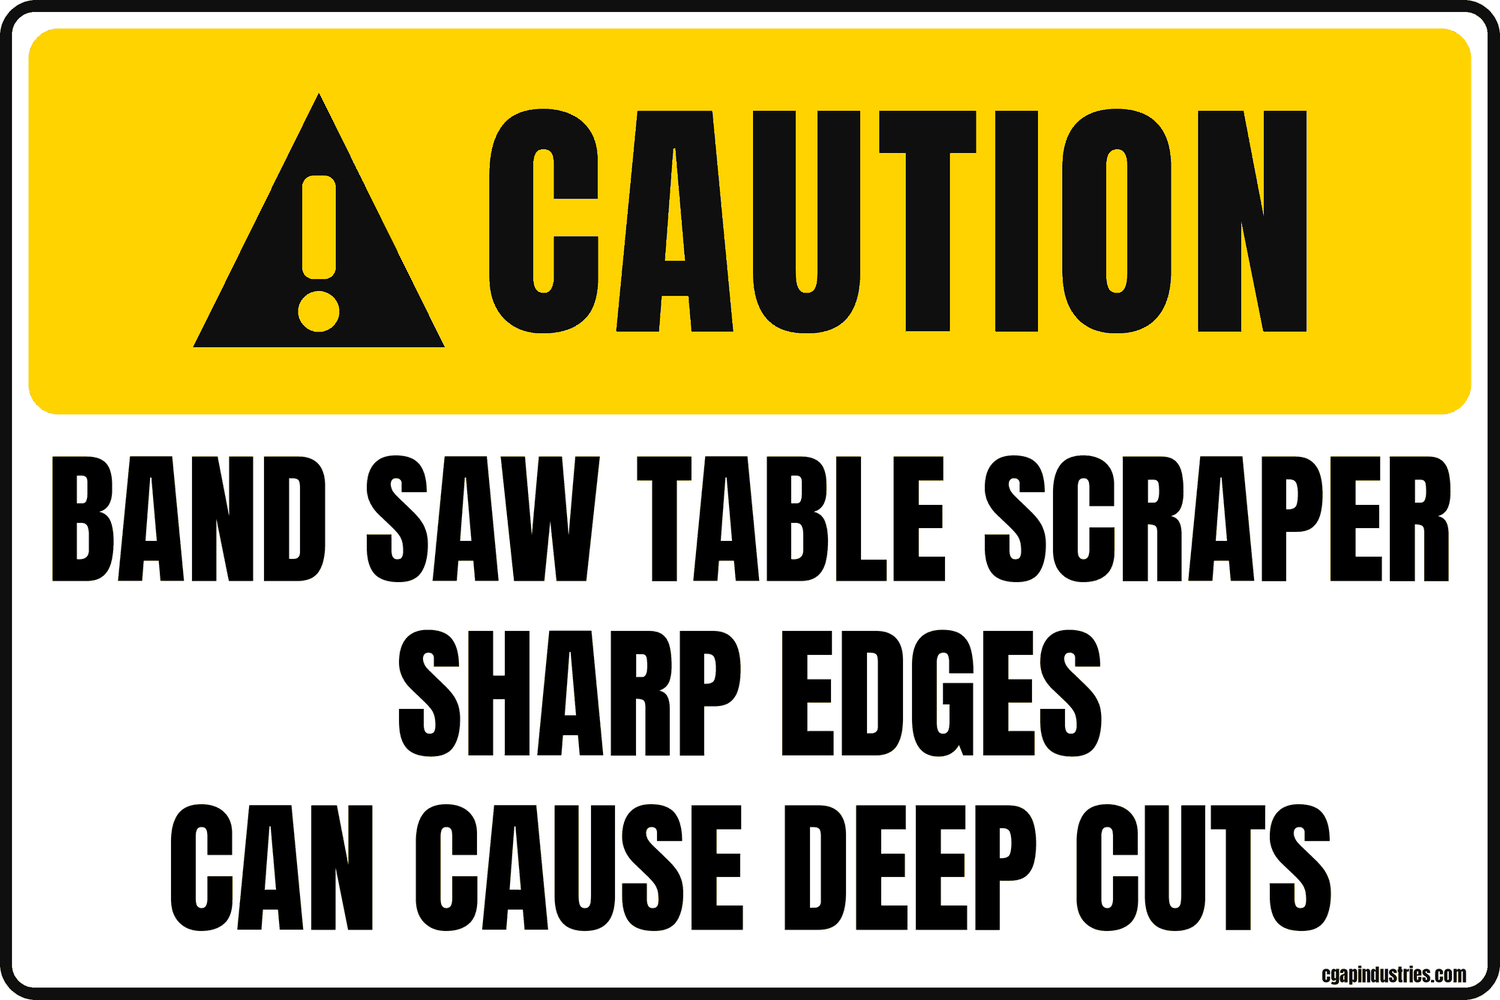 CAUTION
BAND SAW TABLE SCRAPER
SHARP EDGES
CAN CAUSE DEEP CUTS
cgapindustries.com